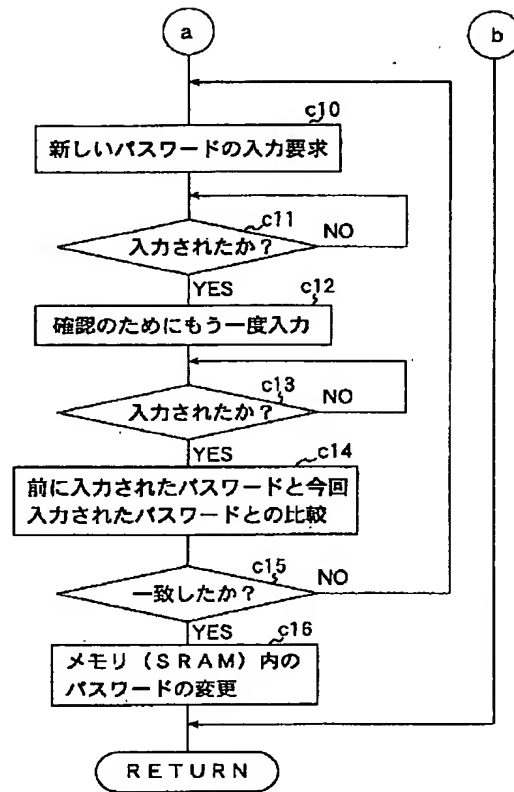 a
b
c10
新しいパスワードの入力要求
c11
入力されたか?
NO
YES
c12
確認のためにもう一度入力
c13
入力されたか?
NO
YES
c14
前に入力されたパスワードと今回
入力されたパスワードとの比較
c15
一致したか?
NO
YES
c16
メモリ(SRAM)内の
パスワードの変更
RETURN